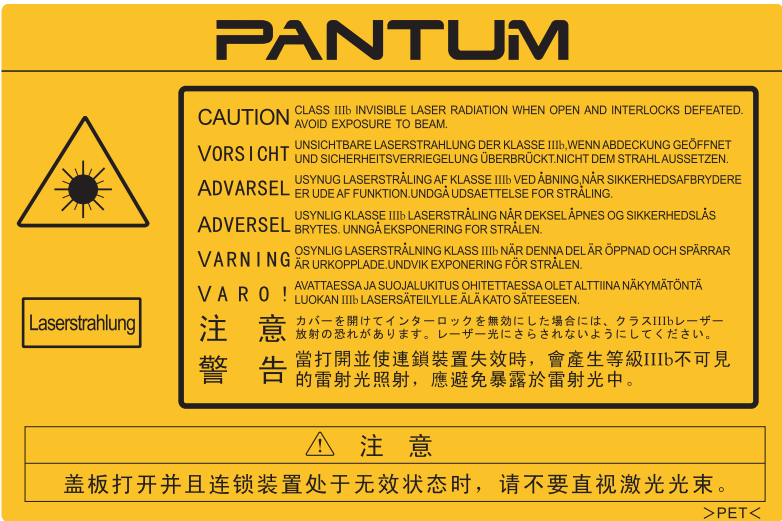 PANTUM
CAUTION CLASS IIIb INVISIBLE LASER RADIATION WHEN OPEN AND INTERLOCKS DEFEATED.
AVOID EXPOSURE TO BEAM.
VORSICHT UNSICHTBARE LASERSTRAHLUNG DER KLASSE IIIb,WENN ABDECKUNG GEÖFFNET
UND SICHERHEITSVERRIEGELUNG ÜBERBRÜCKT.NICHT DEM STRAHL AUSSETZEN.
ADVARSEL USYNUG LASERSTRÅLING AF KLASSE IIIb VED ÅBNING,NÅR SIKKERHEDSAFBRYDERE
ER UDE AF FUNKTION.UNDGÅ UDSAETTELSE FOR STRÅLING.
ADVERSEL USYNLIG KLASSE IIIb LASERSTRÅLING NÅR DEKSEL ÅPNES OG SIKKERHEDSLÅS
BRYTES. UNNGÅ EKSPONERING FOR STRÅLEN.
VARNING OSYNLIG LASERSTRÅLNING KLASS IIIb NÄR DENNA DEL ÄR ÖPPNAD OCH SPÄRRAR
ÄR URKOPPLADE.UNDVIK EXPONERING FÖR STRÅLEN.
VARO! AVATTAESSA JA SUOJALUKITUS OHITETTAESSA OLET ALTTIINA NÄKYMÄTÖNTÄ
LUOKAN IIIb LASERSÄTEILYLLE.ÄLÄ KATO SÄTEESEEN.
Laserstrahlung
注 意 カバーを開けてインターロックを無効にした場合には、クラスIIIbレーザー
放射の恐れがあります。レーザー光にさらされないようにしてください。
警 告 當打開並使連鎖裝置失效時，會產生等級IIIb不可見
的雷射光照射，應避免暴露於雷射光中。
注 意
盖板打开并且连锁装置处于无效状态时，请不要直视激光光束。
>PET<